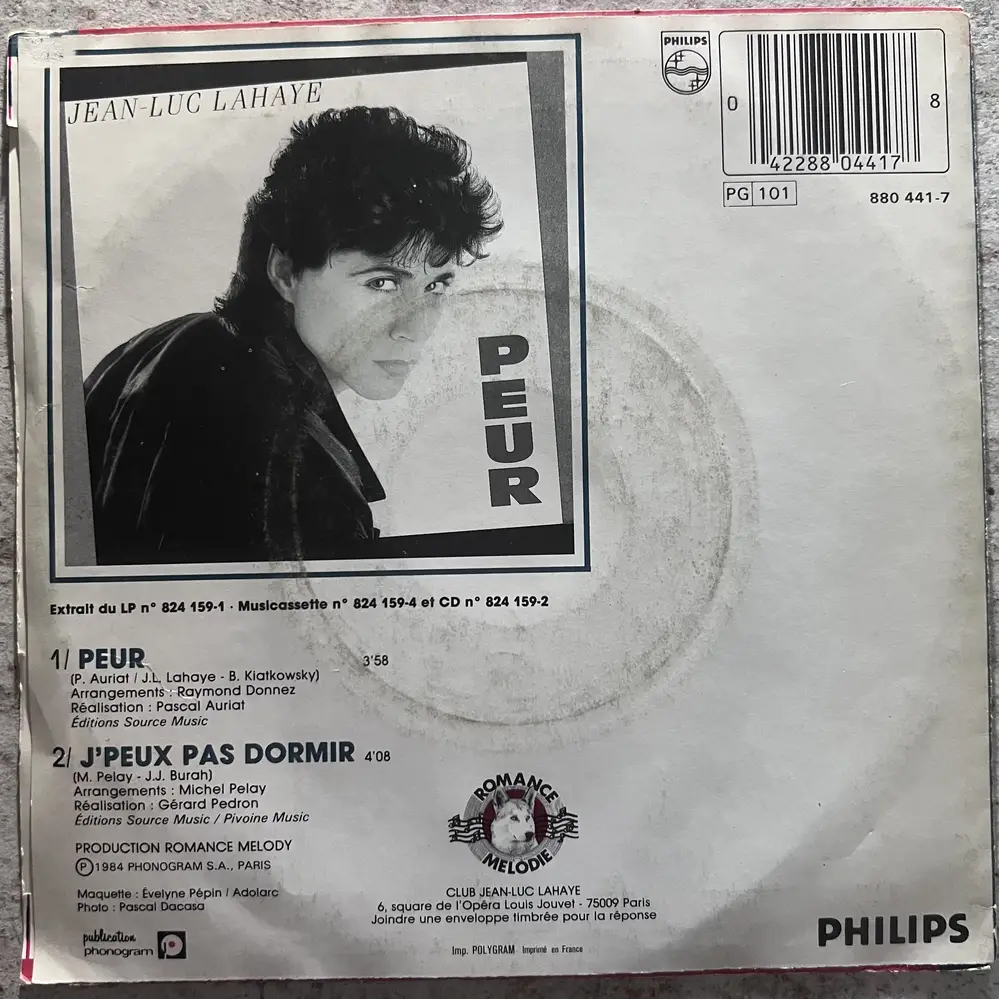 JEAN-LUC LAHAYE
PEUR
PHILIPS
0 42288 04417 8
PG 101
880 441-7
Extrait du LP n° 824 159-1 · Musicassette n° 824 159-4 et CD n° 824 159-2
1/ PEUR 3'58
(P. Auriat / J.L. Lahaye - B. Kiatkowsky)
Arrangements : Raymond Donnez
Réalisation : Pascal Auriat
Éditions Source Music
2/ J'PEUX PAS DORMIR 4'08
(M. Pelay - J.J. Burah)
Arrangements : Michel Pelay
Réalisation : Gérard Pedron
Éditions Source Music / Pivoine Music
PRODUCTION ROMANCE MELODY
Ⓟ 1984 PHONOGRAM S.A., PARIS
Maquette : Évelyne Pépin / Adolarc
Photo : Pascal Dacasa
publication
phonogram
ROMANCE
MELODIE
CLUB JEAN-LUC LAHAYE
6, square de l'Opéra Louis Jouvet - 75009 Paris
Joindre une enveloppe timbrée pour la réponse
Imp. POLYGRAM Imprimé en France
PHILIPS